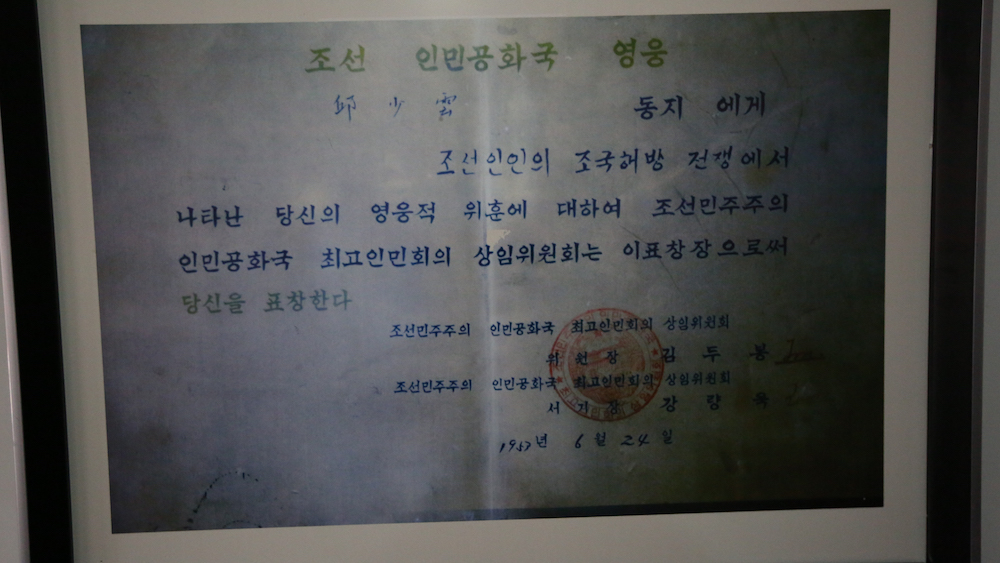 조선 인민공화국 영웅
邱少雲 동지 에게
조선인인의 조국허방 전쟁에서
나타난 당신의 영웅적 위훈에 대하여 조선민주주의
인민공화국 최고인민회의 상임위원회는 이표창장으로써
당신을 표창한다
조선민주주의 인민공화국 최고인민회의 상임위원회
위원장 김두봉
조선민주주의 인민공화국 최고인민회의 상임위원회
서기장 강량욱
1953년 6월 24일